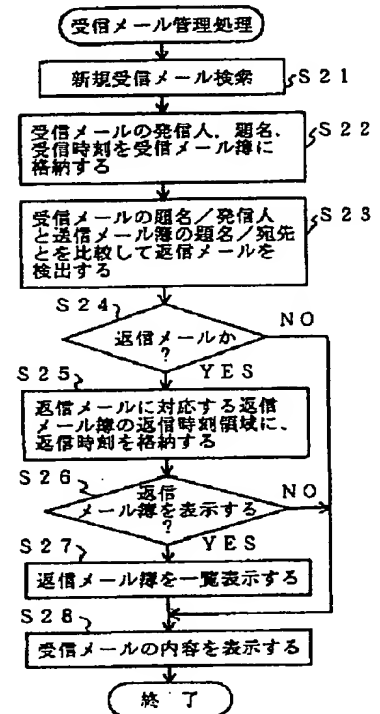 受信メール管理処理
新規受信メール検索
S21
受信メールの発信人、題名、
受信時刻を受信メール簿に
格納する
S22
受信メールの題名/発信人
と送信メール簿の題名/宛先
とを比較して返信メールを
検出する
S23
S24
返信メールか
?
NO
YES
S25
返信メールに対応する返信
メール簿の返信時刻領域に、
返信時刻を格納する
S26
返信
メール簿を表示する
?
NO
YES
S27
返信メール簿を一覧表示する
S28
受信メールの内容を表示する
終了